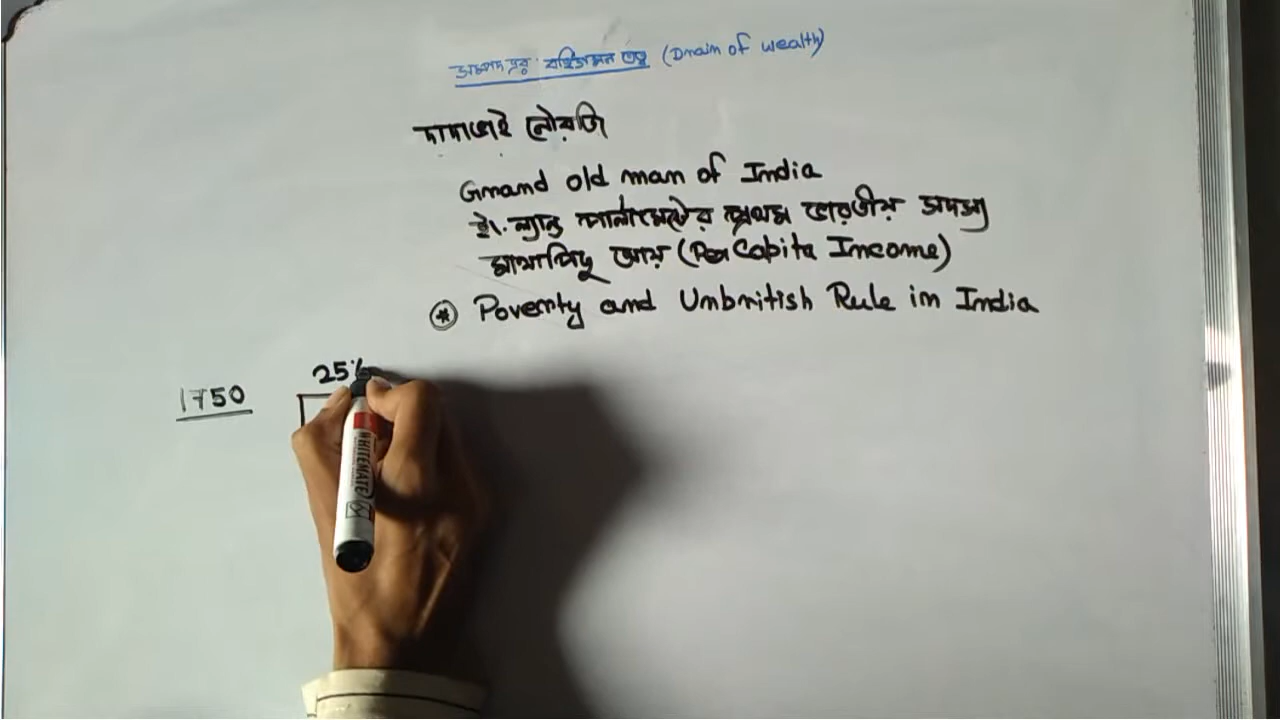 সম্পদের বহির্গমন তত্ত্ব (Drain of Wealth)
দাদাভাই নৌরজি
Grand old man of India
ইংল্যান্ড পার্লামেন্টের প্রথম ভারতীয় সদস্য
মাথাপিছু আয় (Per Capita Income)
* Poverty and Unbritish Rule in India
25%
1750
WHITEMATE